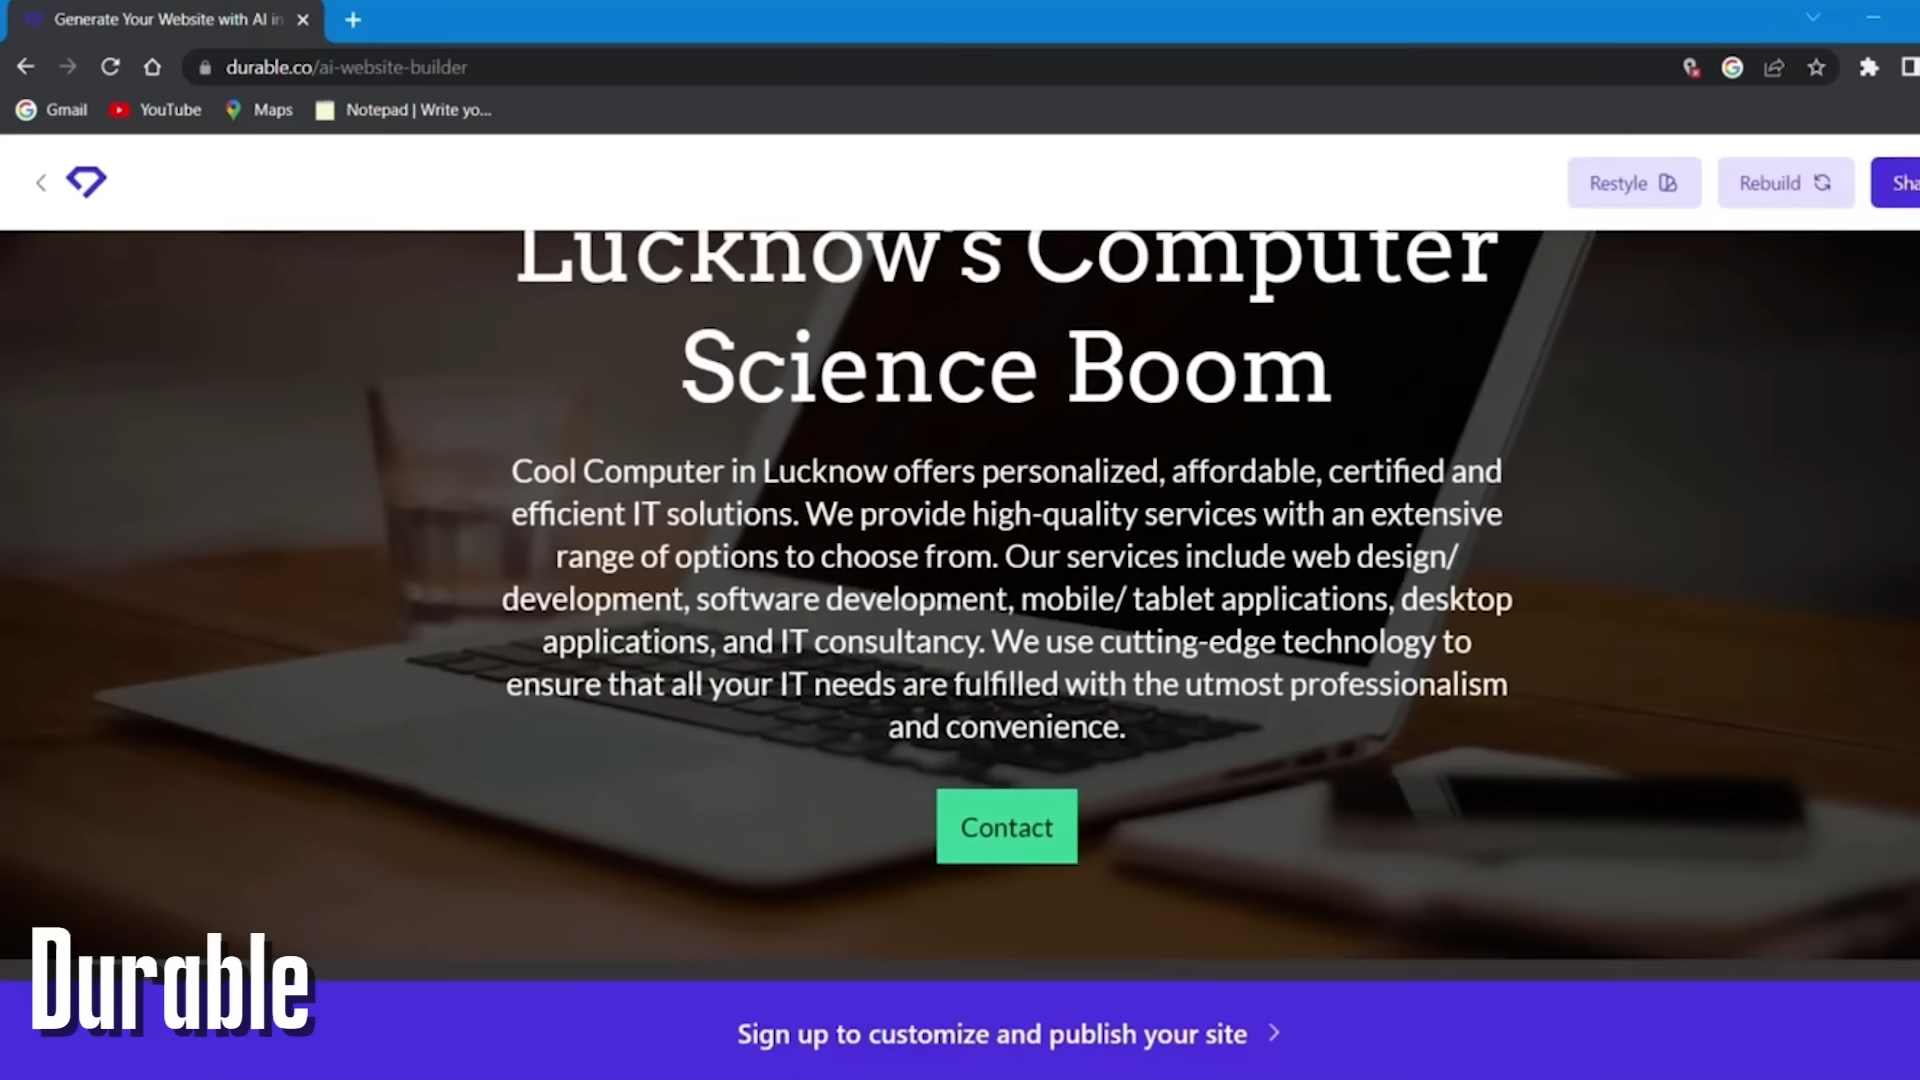 Generate Your Website with AI in
durable.co/ai-website-builder
Gmail
YouTube
Maps
Notepad | Write yo...
Restyle
Rebuild
Sha
Lucknow's Computer
Science Boom
Cool Computer in Lucknow offers personalized, affordable, certified and
efficient IT solutions. We provide high-quality services with an extensive
range of options to choose from. Our services include web design/
development, software development, mobile/ tablet applications, desktop
applications, and IT consultancy. We use cutting-edge technology to
ensure that all your IT needs are fulfilled with the utmost professionalism
and convenience.
Contact
Durable
Sign up to customize and publish your site